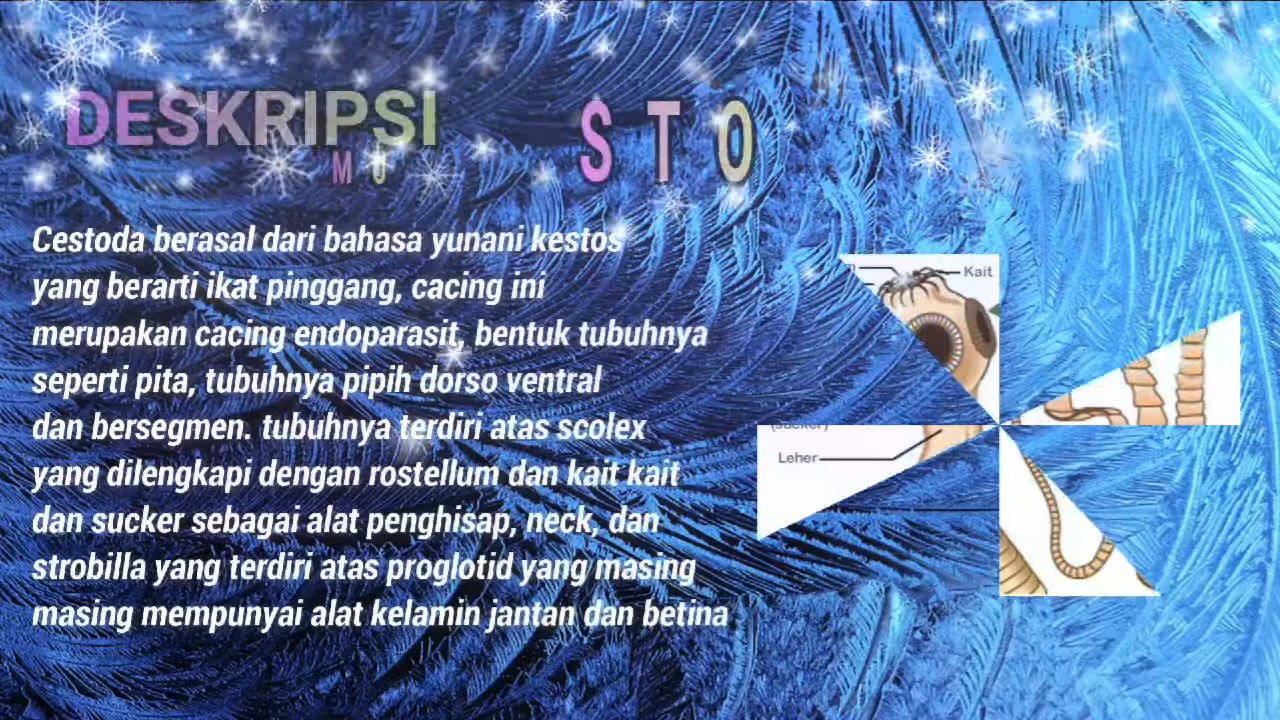 DESKRIPSI
S T O
M U
Cestoda berasal dari bahasa yunani kestos
yang berarti ikat pinggang, cacing ini
merupakan cacing endoparasit, bentuk tubuhnya
seperti pita, tubuhnya pipih dorso ventral
dan bersegmen. tubuhnya terdiri atas scolex
yang dilengkapi dengan rostellum dan kait kait
dan sucker sebagai alat penghisap, neck, dan
strobilla yang terdiri atas proglotid yang masing
masing mempunyai alat kelamin jantan dan betina
Kait
(sucker)
Leher